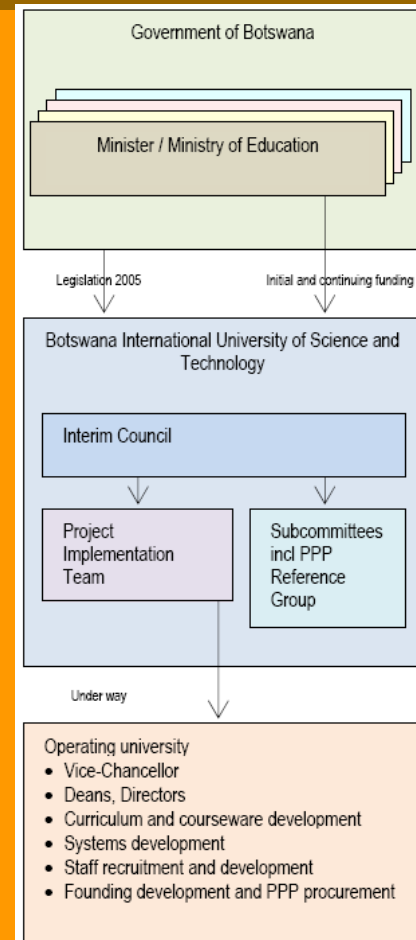 Government of Botswana
Minister / Ministry of Education
Legislation 2005
Initial and continuing funding
Botswana International University of Science and
Technology
Interim Council
Project
Implementation
Team
Subcommittees
incl PPP
Reference
Group
Under way
Operating university
• Vice-Chancellor
• Deans, Directors
• Curriculum and courseware development
• Systems development
• Staff recruitment and development
• Founding development and PPP procurement